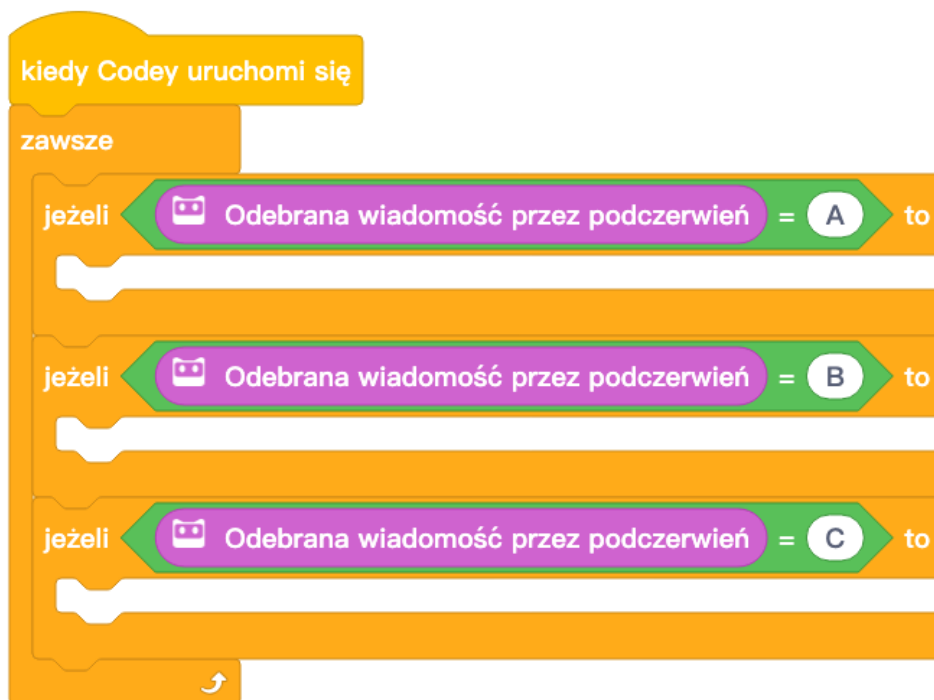 kiedy Codey uruchomi się
zawsze
jeżeli Odebrana wiadomość przez podczerwień = A to
jeżeli Odebrana wiadomość przez podczerwień = B to
jeżeli Odebrana wiadomość przez podczerwień = C to